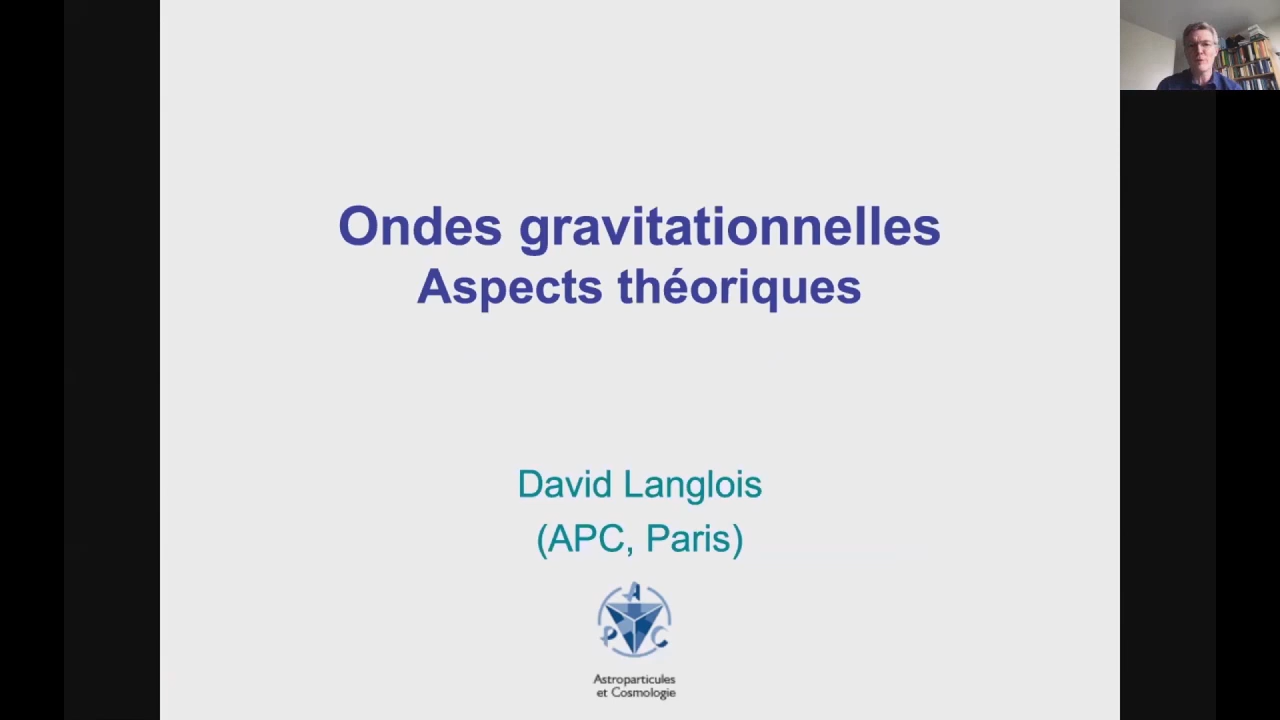 Ondes gravitationnelles
Aspects théoriques
David Langlois
(APC, Paris)
A
P C
Astroparticules
et Cosmologie